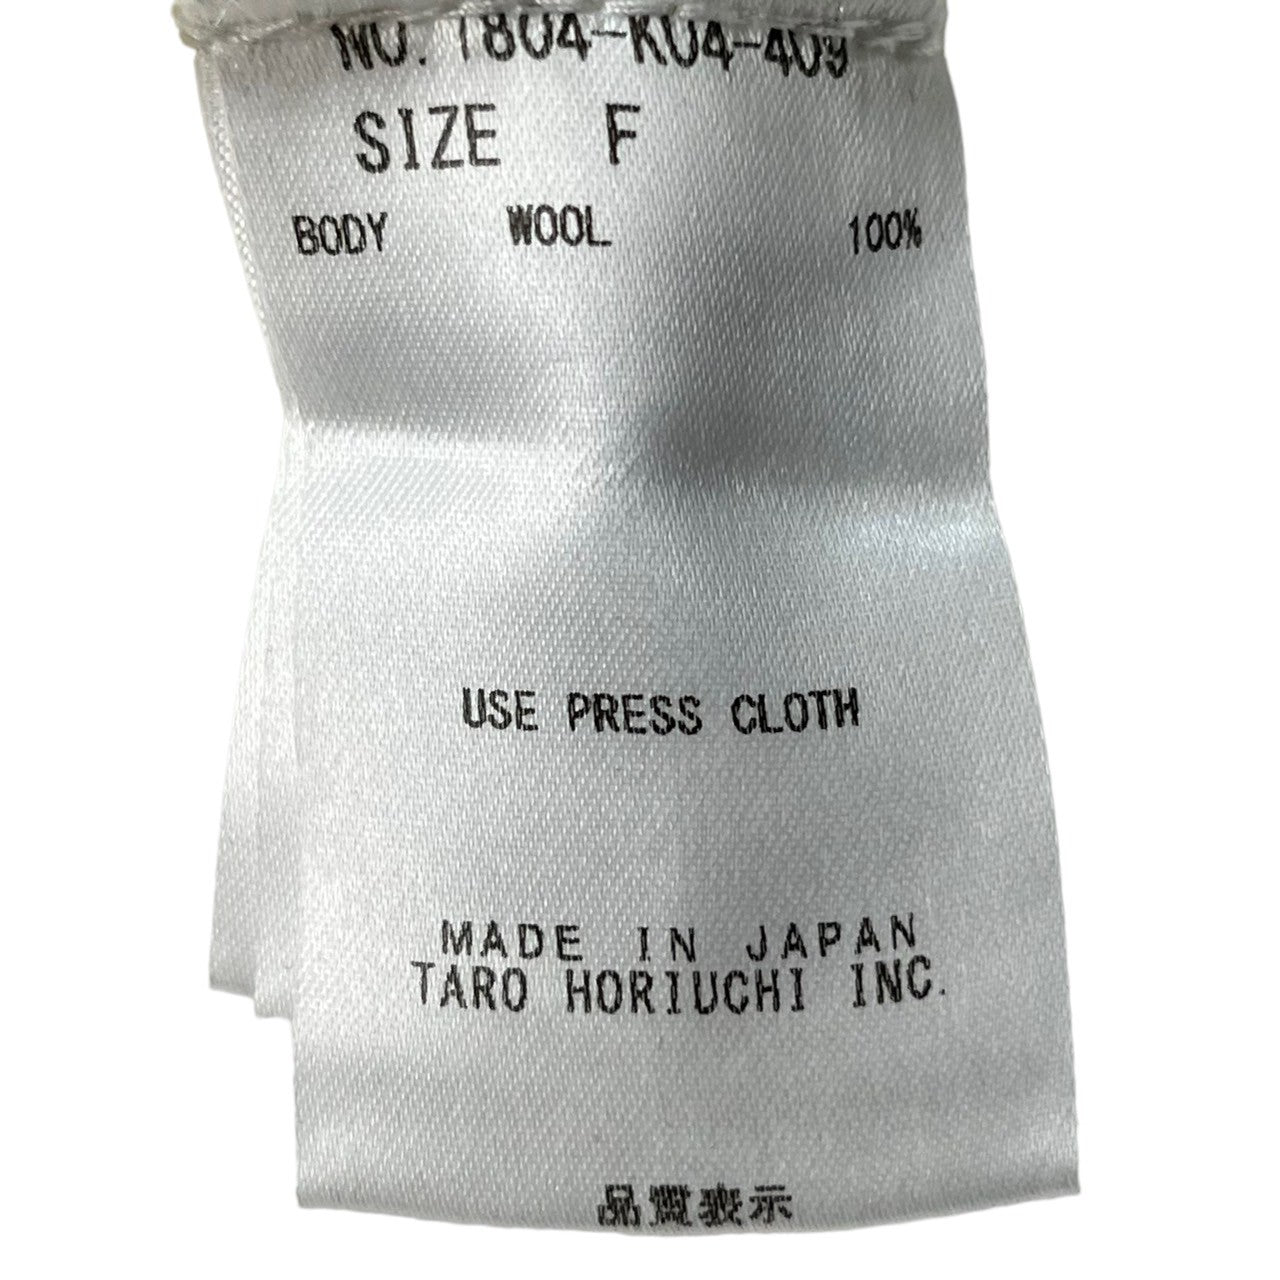 NO. T804-K04-409
SIZE F
BODY WOOL 100%
USE PRESS CLOTH
MADE IN JAPAN
TARO HORIUCHI INC.
品質表示